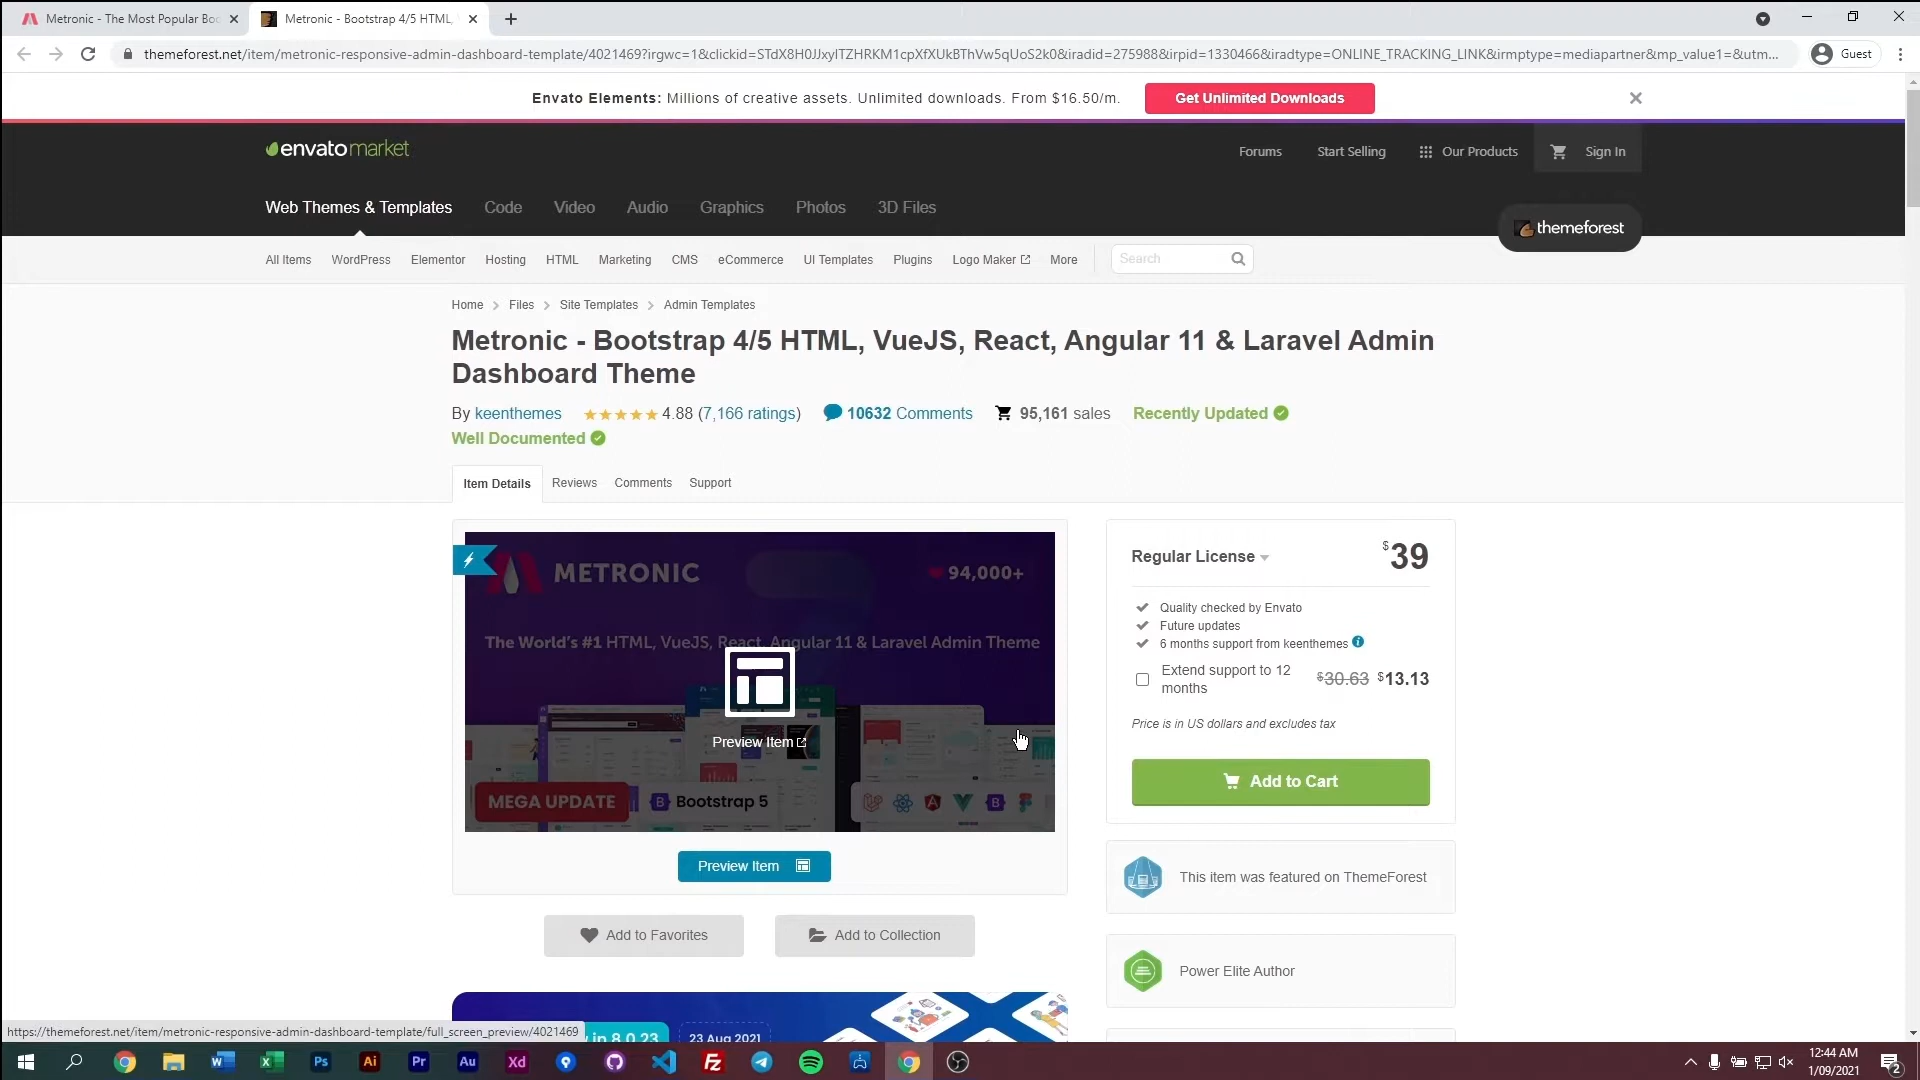 Metronic - The Most Popular Boo
Metronic - Bootstrap 4/5 HTML,
themeforest.net/item/metronic-responsive-admin-dashboard-template/4021469?irgwc=1&clickid=STdX8H0JJxyITZHRKM1cpXfXUkBThVw5qUoS2k0&iradid=275988&irpid=1330466&iradtype=ONLINE_TRACKING_LINK&irmptype=mediapartner&mp_value1=&utm...
Guest
Envato Elements: Millions of creative assets. Unlimited downloads. From $16.50/m.
Get Unlimited Downloads
envatomarket
Forums
Start Selling
Our Products
Sign In
Web Themes & Templates
Code
Video
Audio
Graphics
Photos
3D Files
themeforest
All Items
WordPress
Elementor
Hosting
HTML
Marketing
CMS
eCommerce
UI Templates
Plugins
Logo Maker
More
Search
Home > Files > Site Templates > Admin Templates
Metronic - Bootstrap 4/5 HTML, VueJS, React, Angular 11 & Laravel Admin
Dashboard Theme
By keenthemes 4.88 (7,166 ratings) 10632 Comments 95,161 sales Recently Updated
Well Documented
Item Details
Reviews
Comments
Support
METRONIC
94,000+
The World's #1 HTML, VueJS, React, Angular 11 & Laravel Admin Theme
Preview Item
MEGA UPDATE
Bootstrap 5
Preview Item
Add to Favorites
Add to Collection
Regular License
$39
Quality checked by Envato
Future updates
6 months support from keenthemes
Extend support to 12
months
$30.63 $13.13
Price is in US dollars and excludes tax
Add to Cart
This item was featured on ThemeForest
Power Elite Author
in 8.0.23
23 Aug 2021
https://themeforest.net/item/metronic-responsive-admin-dashboard-template/full_screen_preview/4021469
12:44 AM
1/09/2021
2